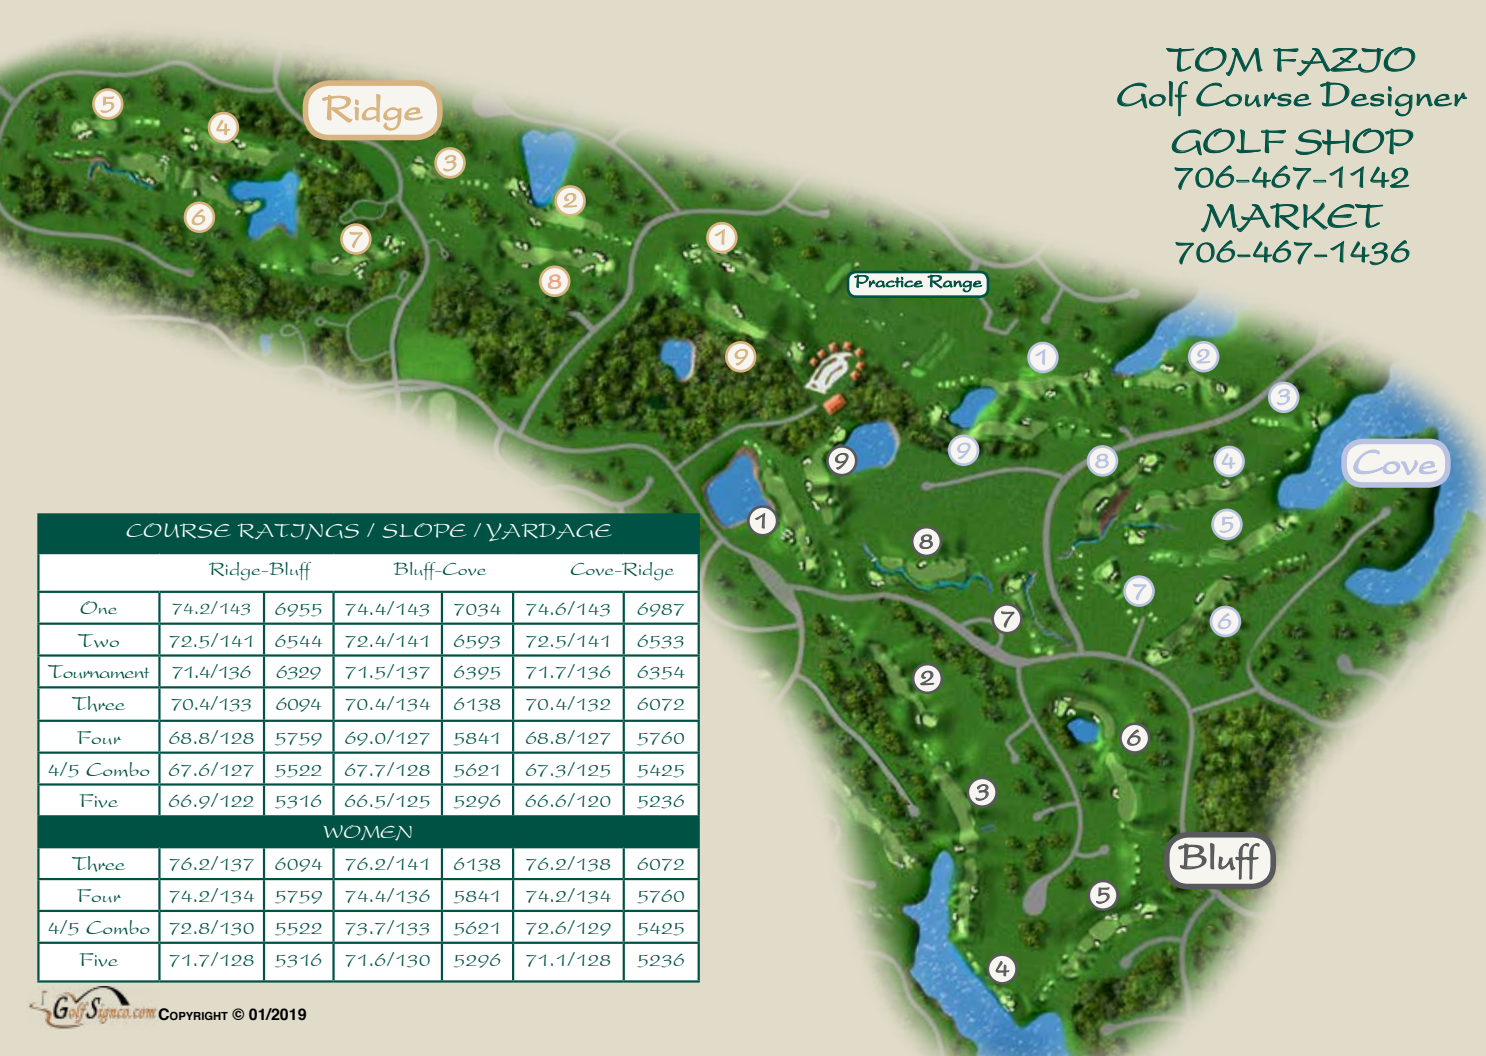 TOM FAZIO
Golf Course Designer
GOLF SHOP
706-467-1142
MARKET
706-467-1436
Ridge
5
4
3
2
6
7
1
8
9
Practice Range
1
2
3
Cove
9
8
4
5
7
6
9
1
8
7
2
6
3
Bluff
5
4
COURSE RATINGS / SLOPE / YARDAGE
Ridge-Bluff Bluff-Cove Cove-Ridge
One 74.2/143 6955 74.4/143 7034 74.6/143 6987
Two 72.5/141 6544 72.4/141 6593 72.5/141 6533
Tournament 71.4/136 6329 71.5/137 6395 71.7/136 6354
Three 70.4/133 6094 70.4/134 6138 70.4/132 6072
Four 68.8/128 5759 69.0/127 5841 68.8/127 5760
4/5 Combo 67.6/127 5522 67.7/128 5621 67.3/125 5425
Five 66.9/122 5316 66.5/125 5296 66.6/120 5236
WOMEN
Three 76.2/137 6094 76.2/141 6138 76.2/138 6072
Four 74.2/134 5759 74.4/136 5841 74.2/134 5760
4/5 Combo 72.8/130 5522 73.7/133 5621 72.6/129 5425
Five 71.7/128 5316 71.6/130 5296 71.1/128 5236
GolfSignco.com Copyright © 01/2019